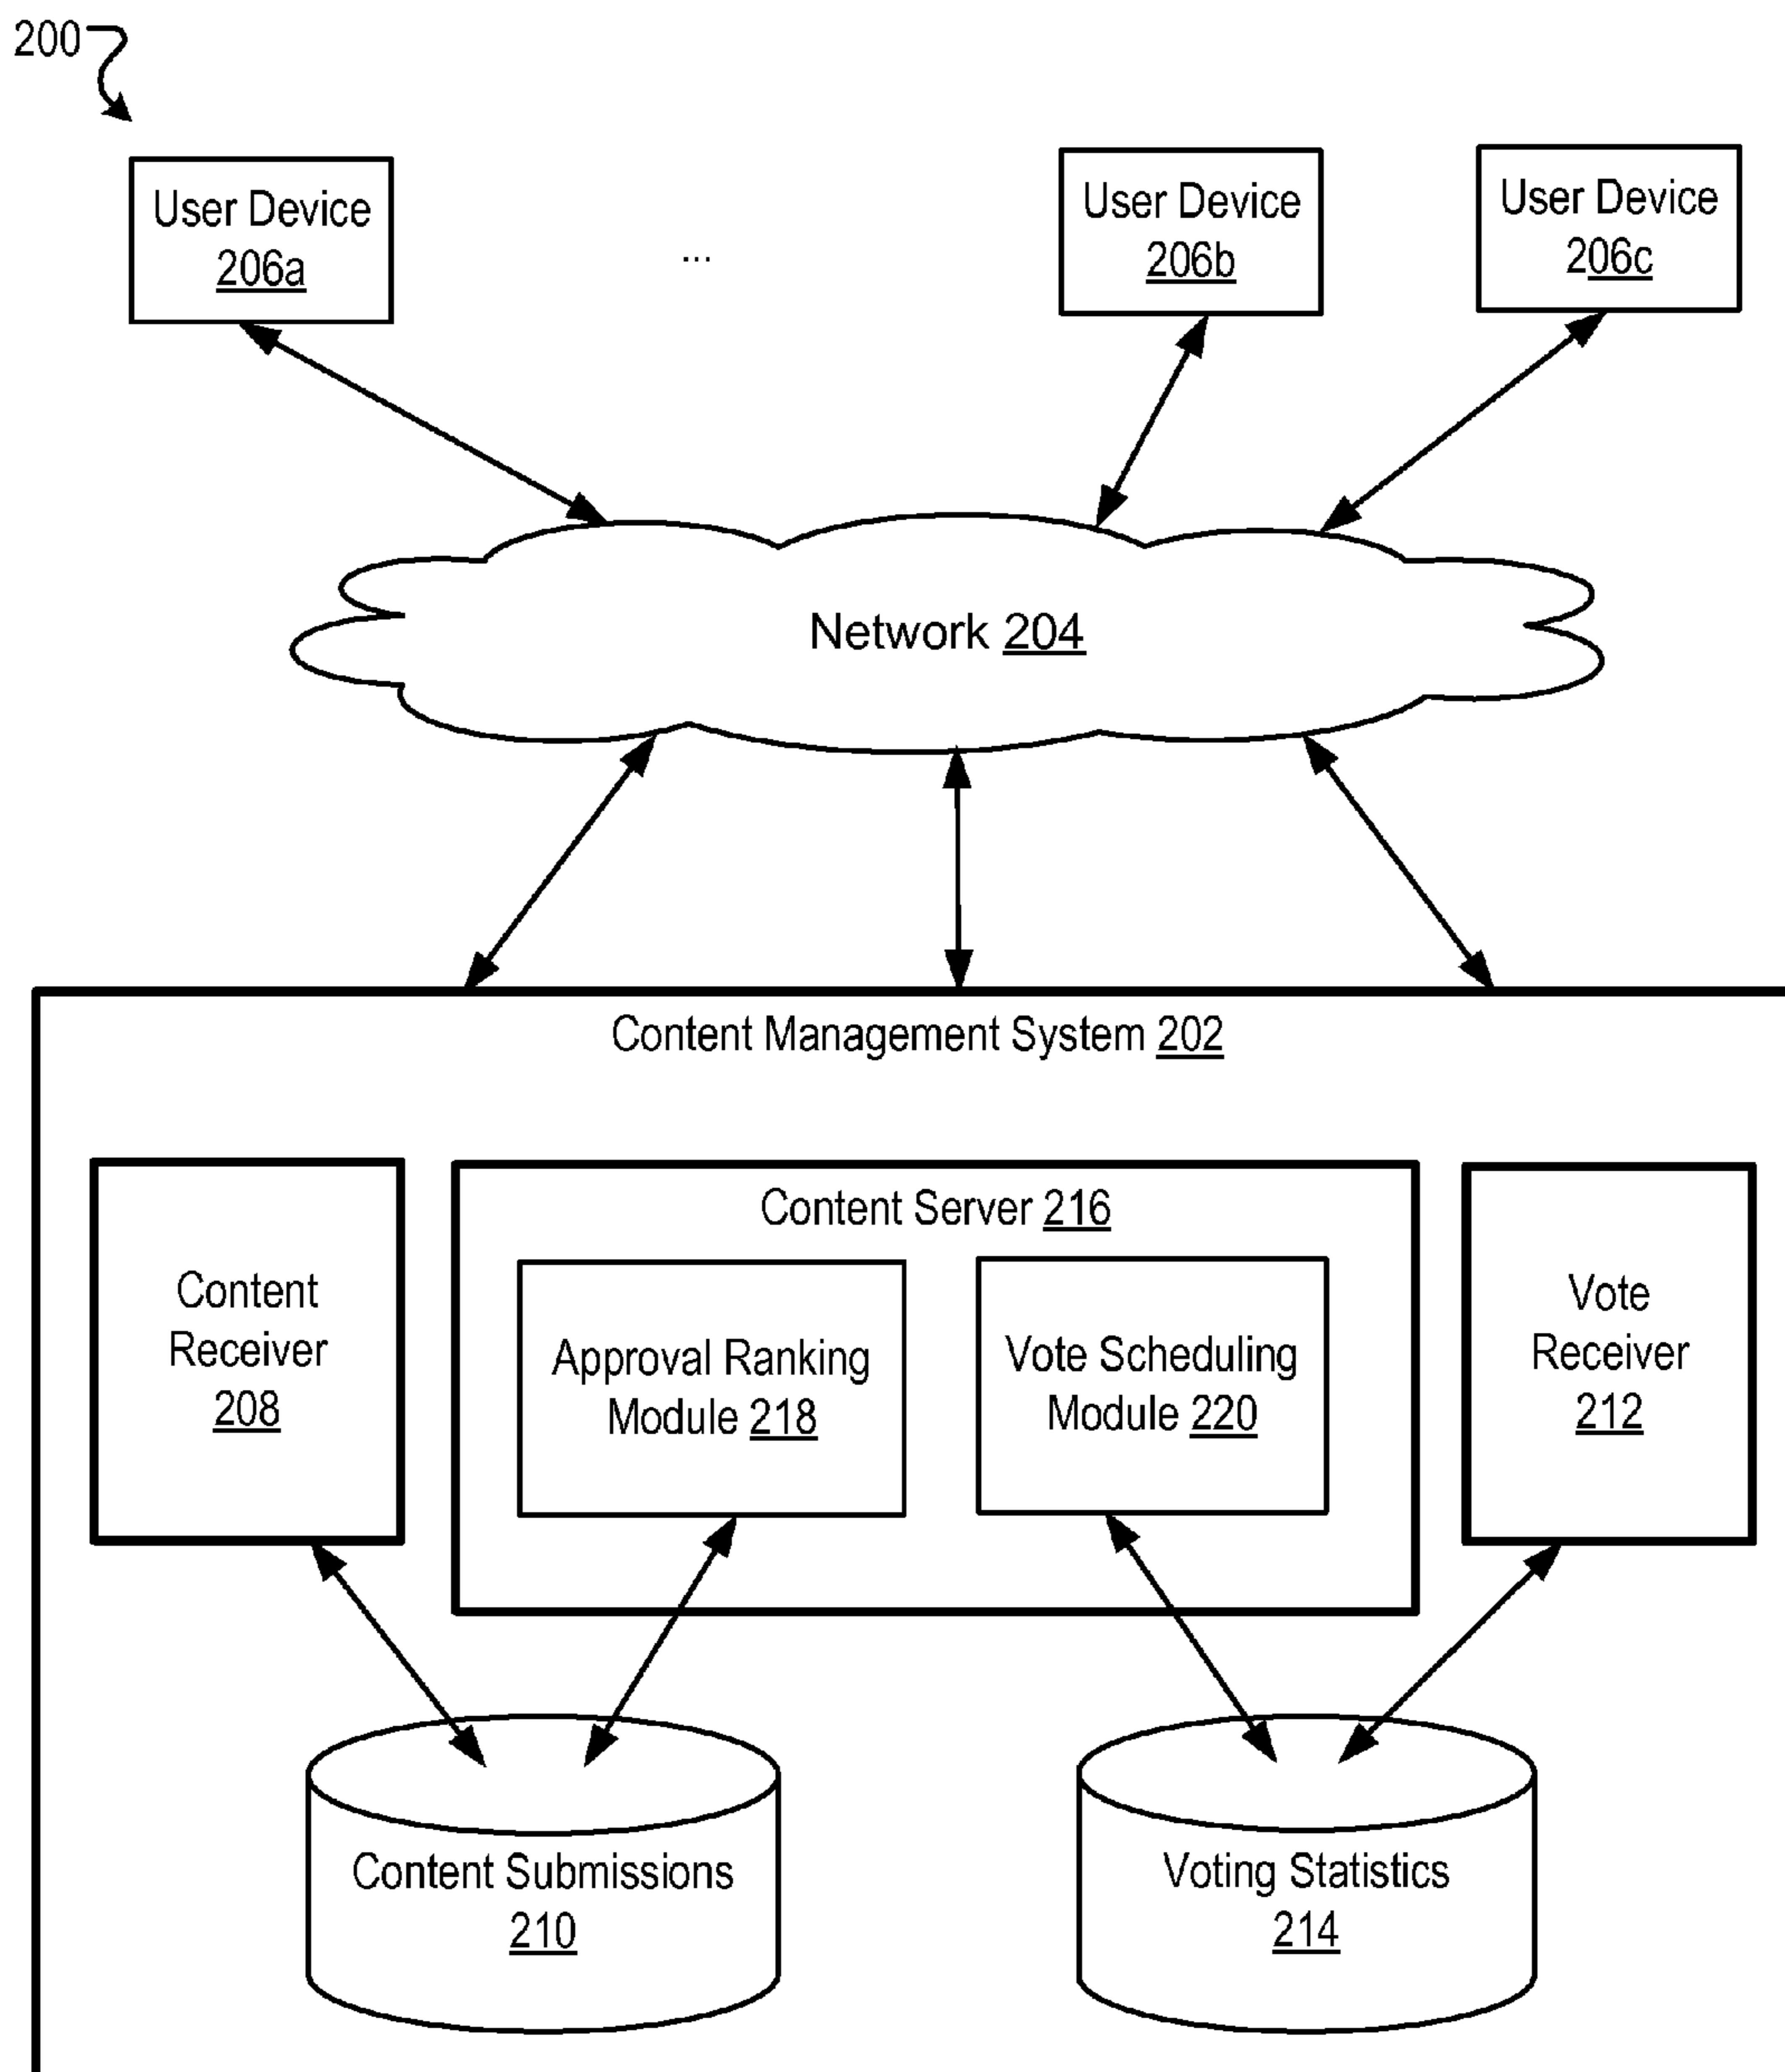 200
User Device
206a
...
User Device
206b
User Device
206c
Network 204
Content Management System 202
Content
Receiver
208
Content Server 216
Approval Ranking
Module 218
Vote Scheduling
Module 220
Vote
Receiver
212
Content Submissions
210
Voting Statistics
214